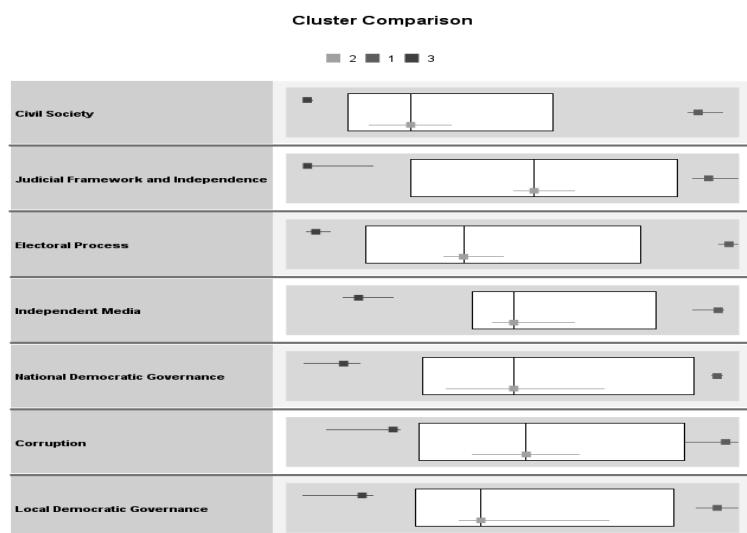 Cluster Comparison
2 1 3
Civil Society
Judicial Framework and Independence
Electoral Process
Independent Media
National Democratic Governance
Corruption
Local Democratic Governance